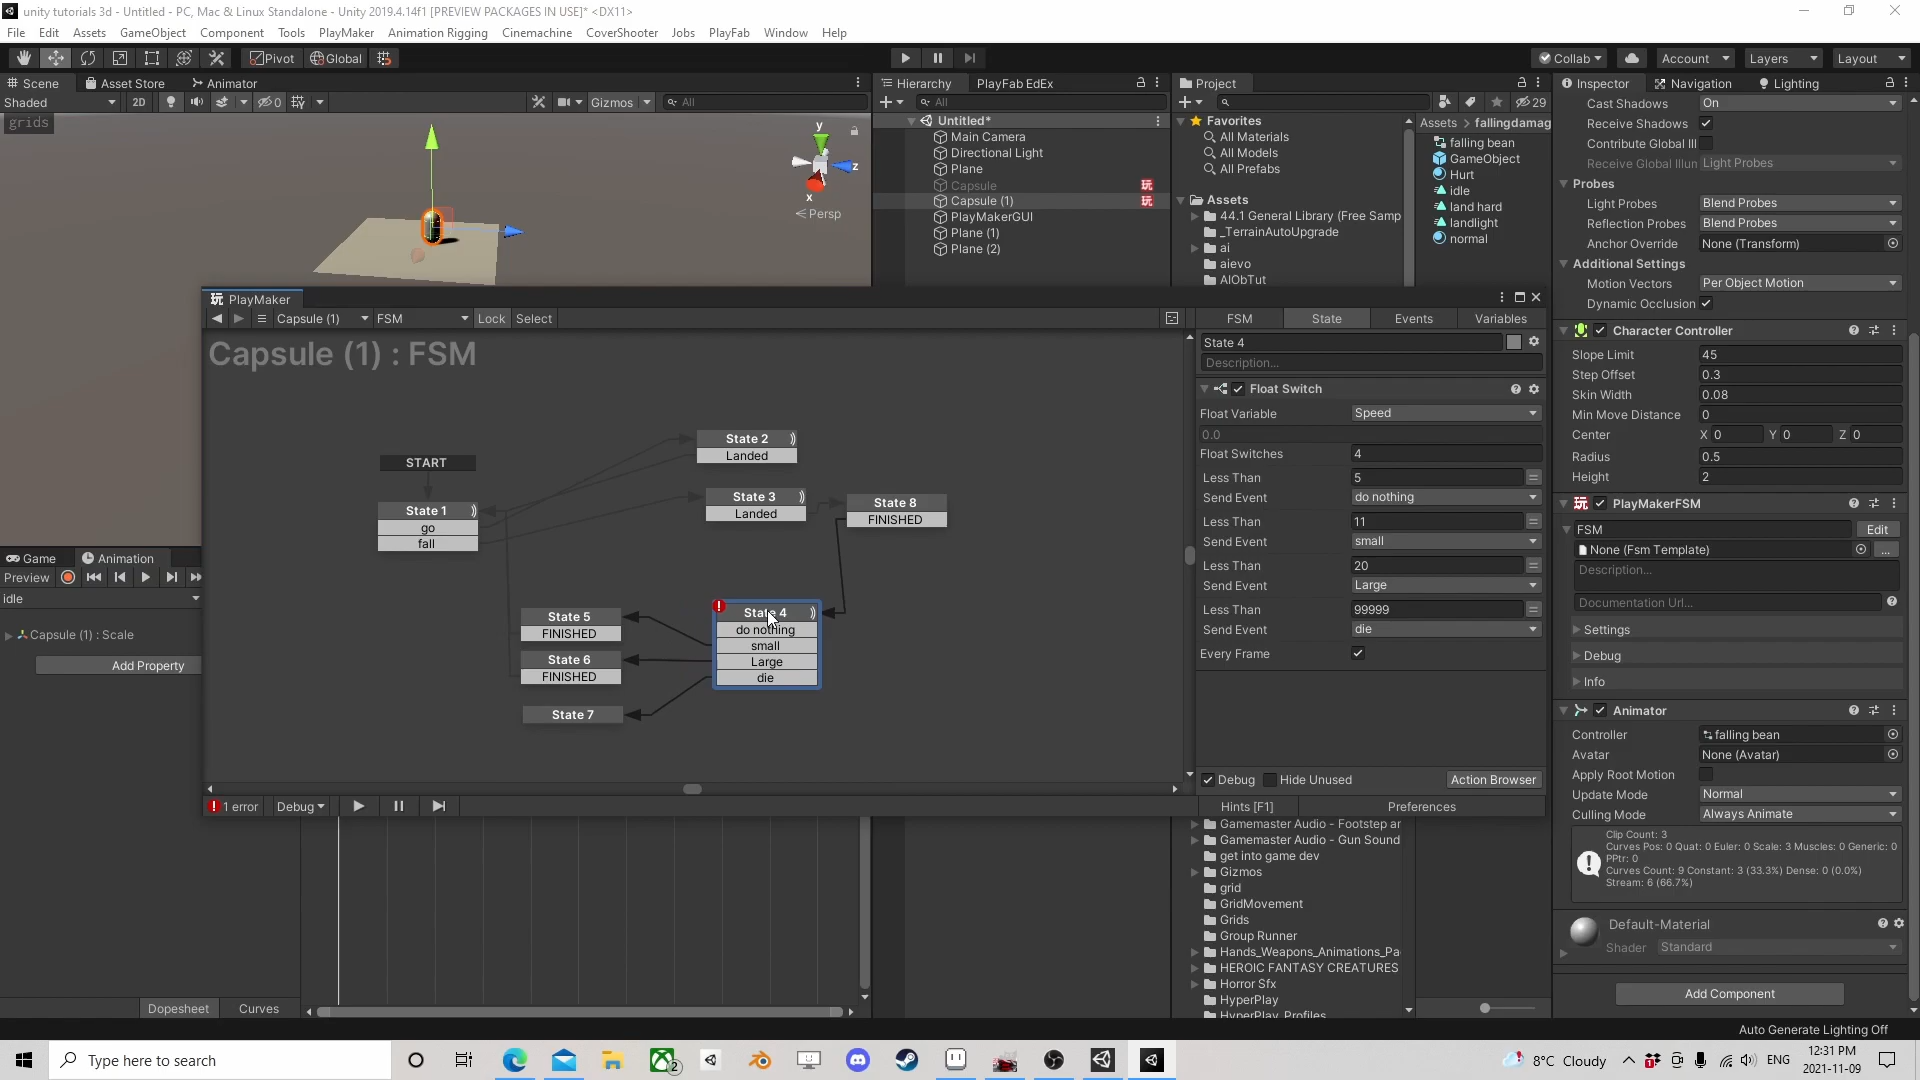 unity tutorials 3d - Untitled - PC, Mac & Linux Standalone - Unity 2019.4.14f1 [PREVIEW PACKAGES IN USE]* <DX11>
File Edit Assets GameObject Component Tools PlayMaker Animation Rigging Cinemachine CoverShooter Jobs PlayFab Window Help
Pivot Global Collab Account Layers Layout
Scene Asset Store Animator
Shaded 2D 0 Gizmos All
grids
y
z
x
Persp
Hierarchy PlayFab EdEx
All
Untitled*
Main Camera
Directional Light
Plane
Capsule
Capsule (1)
PlayMakerGUI
Plane (1)
Plane (2)
Project
29
Favorites
All Materials
All Models
All Prefabs
Assets
44.1 General Library (Free Samp
_TerrainAutoUpgrade
ai
aievo
AIObTut
Assets > fallingdamag
falling bean
GameObject
Hurt
idle
land hard
landlight
normal
PlayMaker
Capsule (1) FSM Lock Select
Capsule (1) : FSM
START
State 1
go
fall
State 2
Landed
State 3
Landed
State 8
FINISHED
State 4
do nothing
small
Large
die
State 5
FINISHED
State 6
FINISHED
State 7
1 error Debug
FSM State Events Variables
State 4
Description...
Float Switch
Float Variable Speed
0.0
Float Switches 4
Less Than 5
Send Event do nothing
Less Than 11
Send Event small
Less Than 20
Send Event Large
Less Than 99999
Send Event die
Every Frame
Debug Hide Unused Action Browser
Hints [F1] Preferences
Game Animation
Preview
idle
Capsule (1) : Scale
Add Property
Dopesheet Curves
Gamemaster Audio - Footstep ar
Gamemaster Audio - Gun Sound
get into game dev
Gizmos
grid
GridMovement
Grids
Group Runner
Hands_Weapons_Animations_Pa
HEROIC FANTASY CREATURES
Horror Sfx
HyperPlay
HyperPlay_Profiles
Inspector Navigation Lighting
Cast Shadows On
Receive Shadows
Contribute Global Ill
Receive Global Illun Light Probes
Probes
Light Probes Blend Probes
Reflection Probes Blend Probes
Anchor Override None (Transform)
Additional Settings
Motion Vectors Per Object Motion
Dynamic Occlusion
Character Controller
Slope Limit 45
Step Offset 0.3
Skin Width 0.08
Min Move Distance 0
Center X 0 Y 0 Z 0
Radius 0.5
Height 2
PlayMakerFSM
FSM Edit
None (Fsm Template) ...
Description...
Documentation Url...
Settings
Debug
Info
Animator
Controller falling bean
Avatar None (Avatar)
Apply Root Motion
Update Mode Normal
Culling Mode Always Animate
Clip Count: 3
Curves Pos: 0 Quat: 0 Euler: 0 Scale: 3 Muscles: 0 Generic: 0
PPtr: 0
Curves Count: 9 Constant: 3 (33.3%) Dense: 0 (0.0%)
Stream: 6 (66.7%)
Default-Material
Shader Standard
Add Component
Auto Generate Lighting Off
Type here to search
2
8°C Cloudy ENG
12:31 PM
2021-11-09